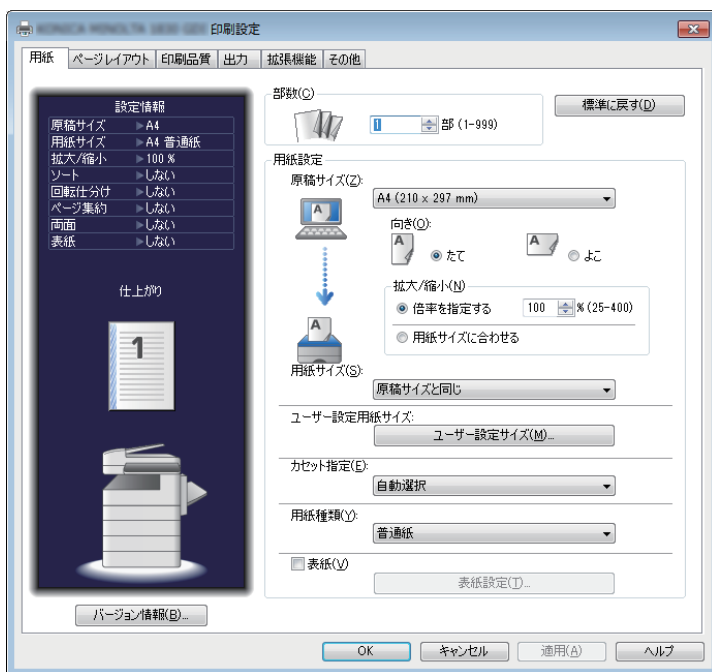 印刷設定
用紙 ページレイアウト 印刷品質 出力 拡張機能 その他
設定情報
原稿サイズ ▶A4
用紙サイズ ▶A4 普通紙
拡大/縮小 ▶100 %
ソート ▶しない
回転仕分け ▶しない
ページ集約 ▶しない
両面 ▶しない
表紙 ▶しない
仕上がり
1
バージョン情報(B)...
部数(C)
1 部 (1-999)
標準に戻す(D)
用紙設定
原稿サイズ(Z):
A4 (210 x 297 mm)
A
向き(O):
A たて A よこ
拡大/縮小(N)
倍率を指定する 100 % (25-400)
用紙サイズに合わせる
A
用紙サイズ(S):
原稿サイズと同じ
ユーザー設定用紙サイズ:
ユーザー設定サイズ(M)...
カセット指定(E):
自動選択
用紙種類(Y):
普通紙
表紙(V)
表紙設定(T)...
OK キャンセル 適用(A) ヘルプ